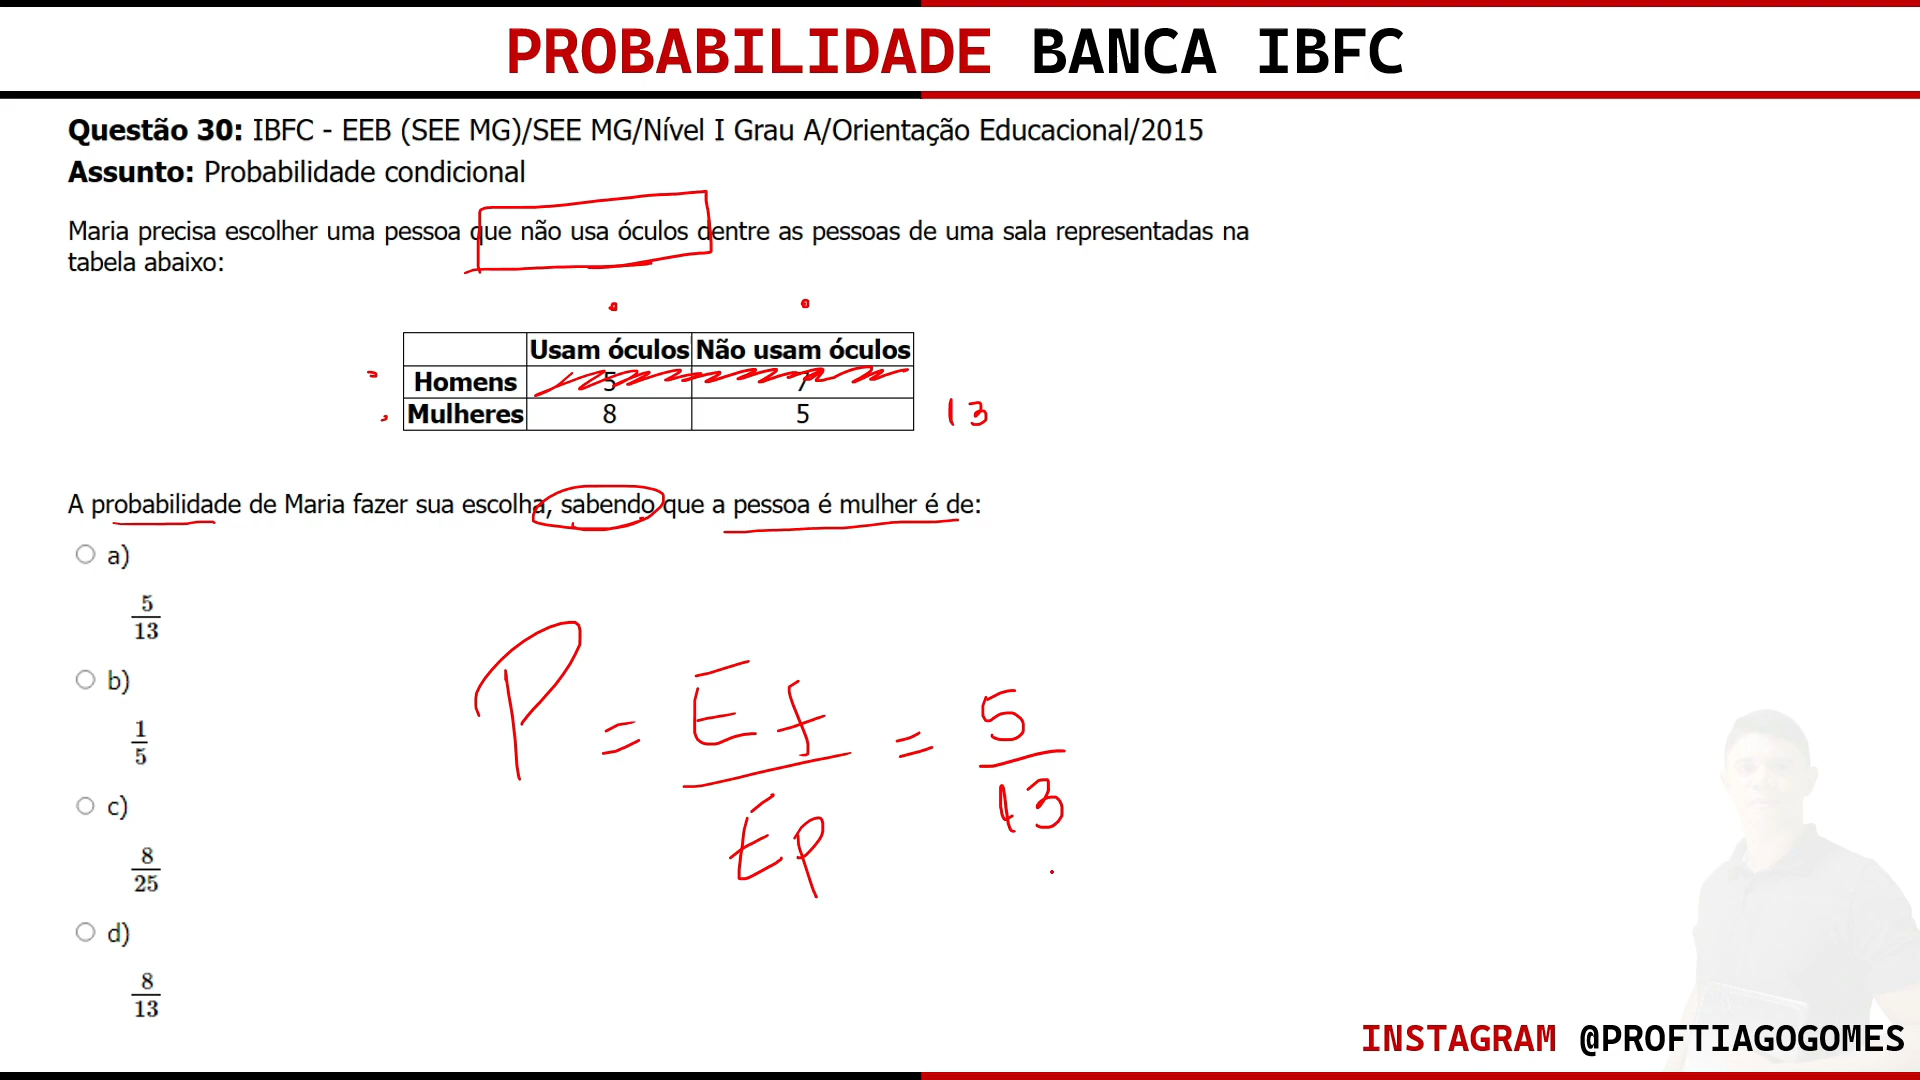 PROBABILIDADE BANCA IBFC
Questão 30: IBFC - EEB (SEE MG)/SEE MG/Nível I Grau A/Orientação Educacional/2015
Assunto: Probabilidade condicional
Maria precisa escolher uma pessoa que não usa óculos dentre as pessoas de uma sala representadas na
tabela abaixo:
Usam óculos Não usam óculos
Homens 5 7
Mulheres 8 5 13
A probabilidade de Maria fazer sua escolha, sabendo que a pessoa é mulher é de:
a)
5/13
b)
1/5
c)
8/25
d)
8/13
P = Ef/Ep = 5/13
INSTAGRAM @PROFTIAGOGOMES